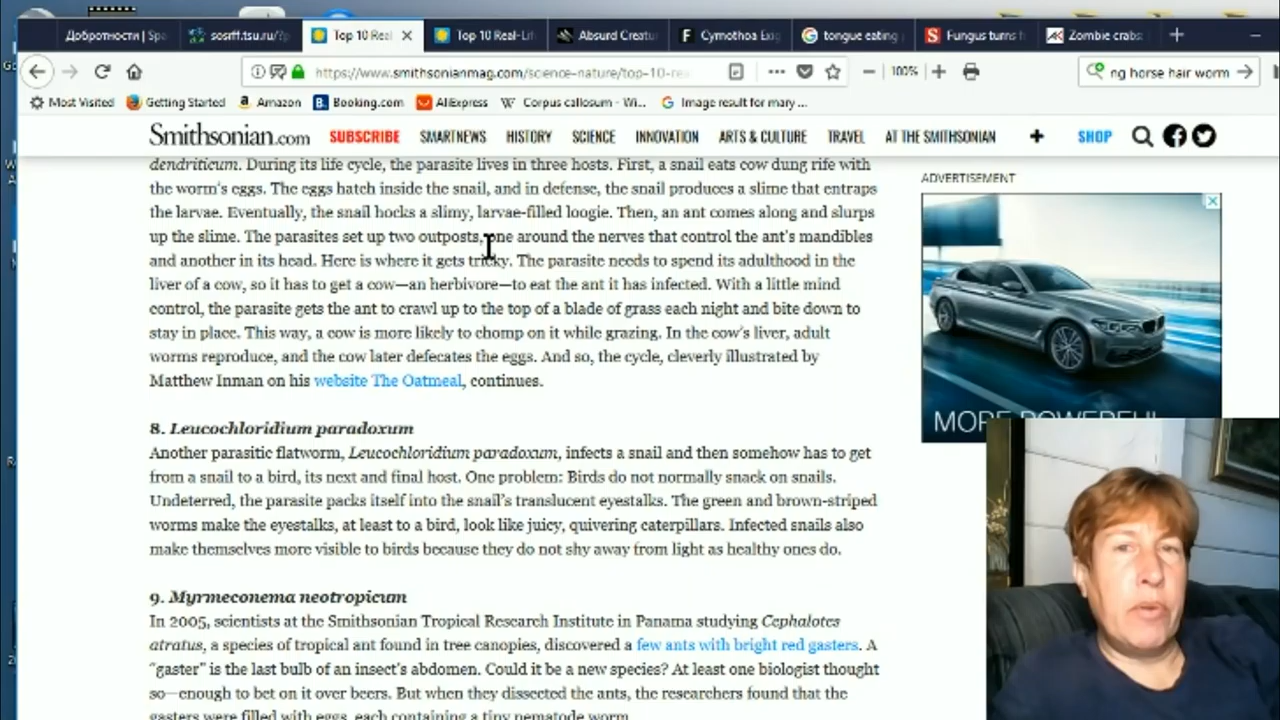 Добротности | Spa
sosrff.tsu.ru/?p
Top 10 Real
Top 10 Real-Lif
Absurd Creatu
Cymothoa Exig
tongue eating
Fungus turns h
Zombie crabs:
https://www.smithsonianmag.com/science-nature/top-10-rea
100%
ng horse hair worm
Most Visited
Getting Started
Amazon
Booking.com
AliExpress
Corpus callosum - Wi...
Image result for mary ...
Smithsonian.com
SUBSCRIBE
SMARTNEWS
HISTORY
SCIENCE
INNOVATION
ARTS & CULTURE
TRAVEL
AT THE SMITHSONIAN
SHOP
dendriticum. During its life cycle, the parasite lives in three hosts. First, a snail eats cow dung rife with
the worm's eggs. The eggs hatch inside the snail, and in defense, the snail produces a slime that entraps
the larvae. Eventually, the snail hocks a slimy, larvae-filled loogie. Then, an ant comes along and slurps
up the slime. The parasites set up two outposts, one around the nerves that control the ant's mandibles
and another in its head. Here is where it gets tricky. The parasite needs to spend its adulthood in the
liver of a cow, so it has to get a cow—an herbivore—to eat the ant it has infected. With a little mind
control, the parasite gets the ant to crawl up to the top of a blade of grass each night and bite down to
stay in place. This way, a cow is more likely to chomp on it while grazing. In the cow's liver, adult
worms reproduce, and the cow later defecates the eggs. And so, the cycle, cleverly illustrated by
Matthew Inman on his website The Oatmeal, continues.
8. Leucochloridium paradoxum
Another parasitic flatworm, Leucochloridium paradoxum, infects a snail and then somehow has to get
from a snail to a bird, its next and final host. One problem: Birds do not normally snack on snails.
Undeterred, the parasite packs itself into the snail's translucent eyestalks. The green and brown-striped
worms make the eyestalks, at least to a bird, look like juicy, quivering caterpillars. Infected snails also
make themselves more visible to birds because they do not shy away from light as healthy ones do.
9. Myrmeconema neotropicum
In 2005, scientists at the Smithsonian Tropical Research Institute in Panama studying Cephalotes
atratus, a species of tropical ant found in tree canopies, discovered a few ants with bright red gasters. A
"gaster" is the last bulb of an insect's abdomen. Could it be a new species? At least one biologist thought
so—enough to bet on it over beers. But when they dissected the ants, the researchers found that the
gasters were filled with eggs, each containing a tiny nematode worm.
ADVERTISEMENT
MORE POWERFUL